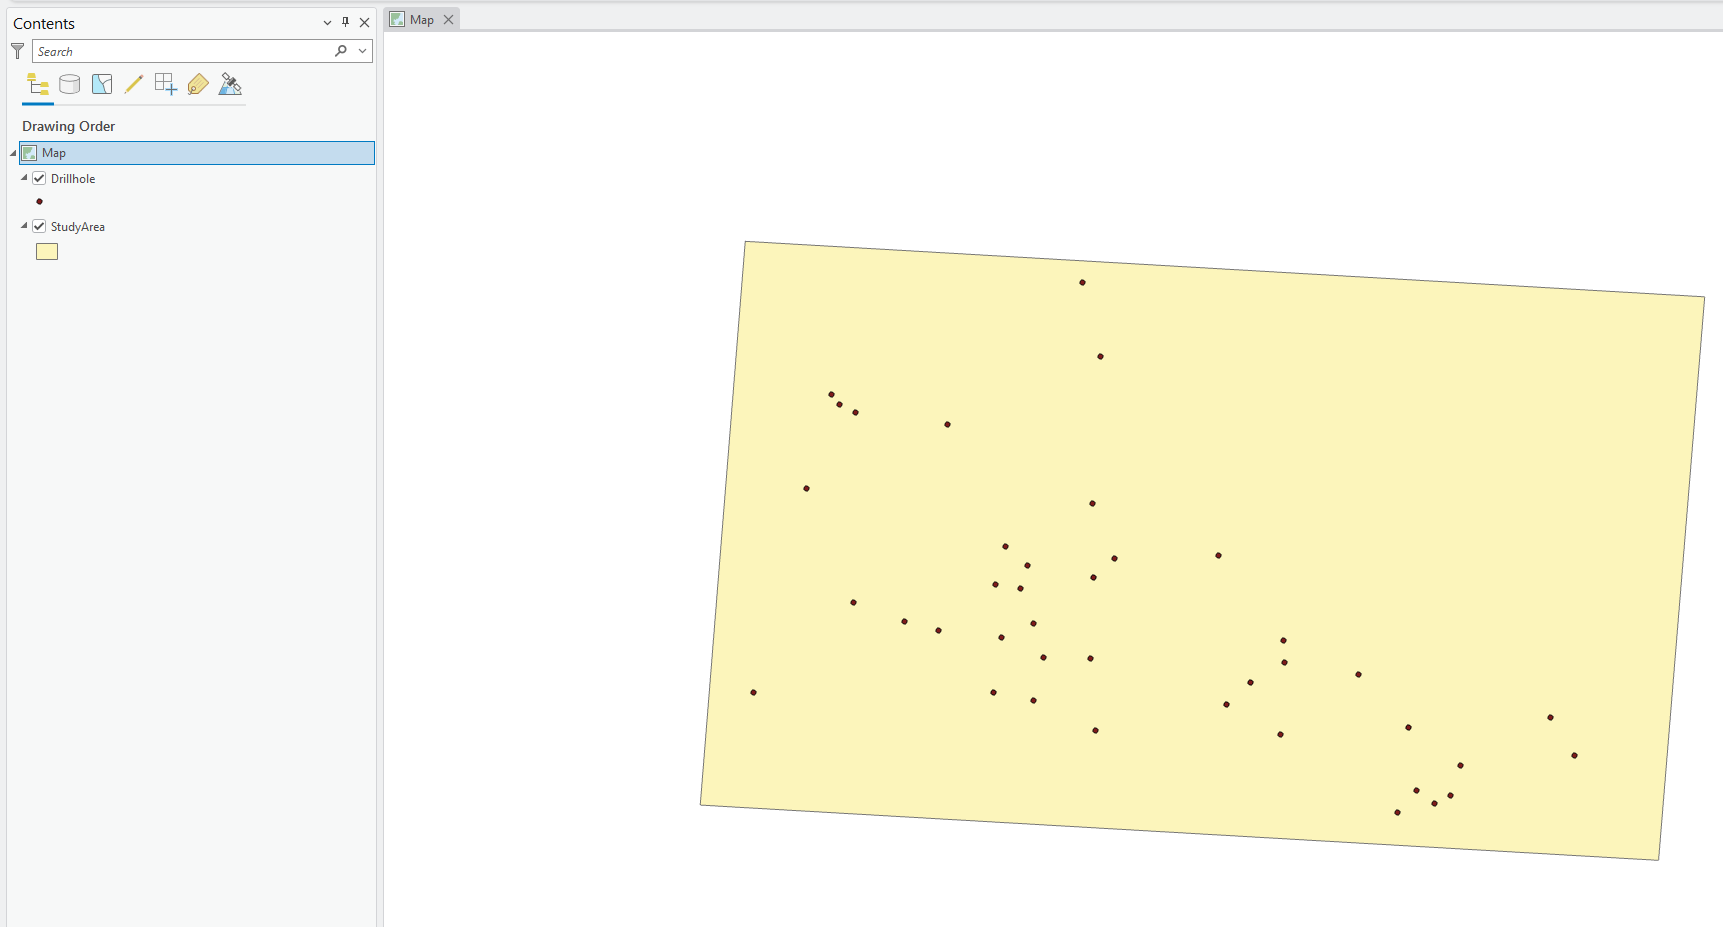 Contents
Search
Drawing Order
Map
Drillhole
StudyArea
Map